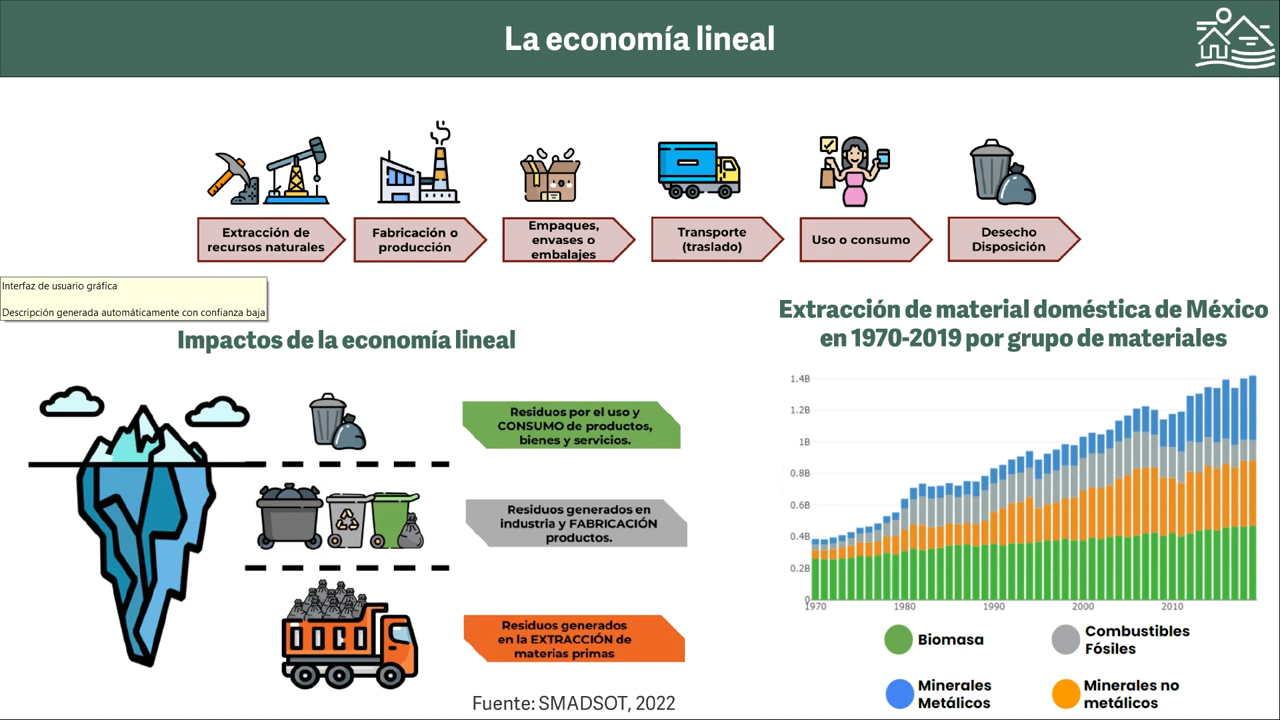 La economía lineal
Extracción de
recursos naturales
Fabricación o
producción
Empaques,
envases o
embalajes
Transporte
(traslado)
Uso o consumo
Desecho
Disposición
Interfaz de usuario gráfica
Descripción generada automáticamente con confianza baja
Impactos de la economía lineal
Residuos por el uso y
CONSUMO de productos,
bienes y servicios.
Residuos generados en
industria y FABRICACIÓN
productos.
Residuos generados
en la EXTRACCIÓN de
materias primas
Fuente: SMADSOT, 2022
Extracción de material doméstica de México
en 1970-2019 por grupo de materiales
1.4B
1.2B
1B
0.8B
0.6B
0.4B
0.2B
0
1970 1980 1990 2000 2010
Biomasa
Combustibles
Fósiles
Minerales
Metálicos
Minerales no
metálicos